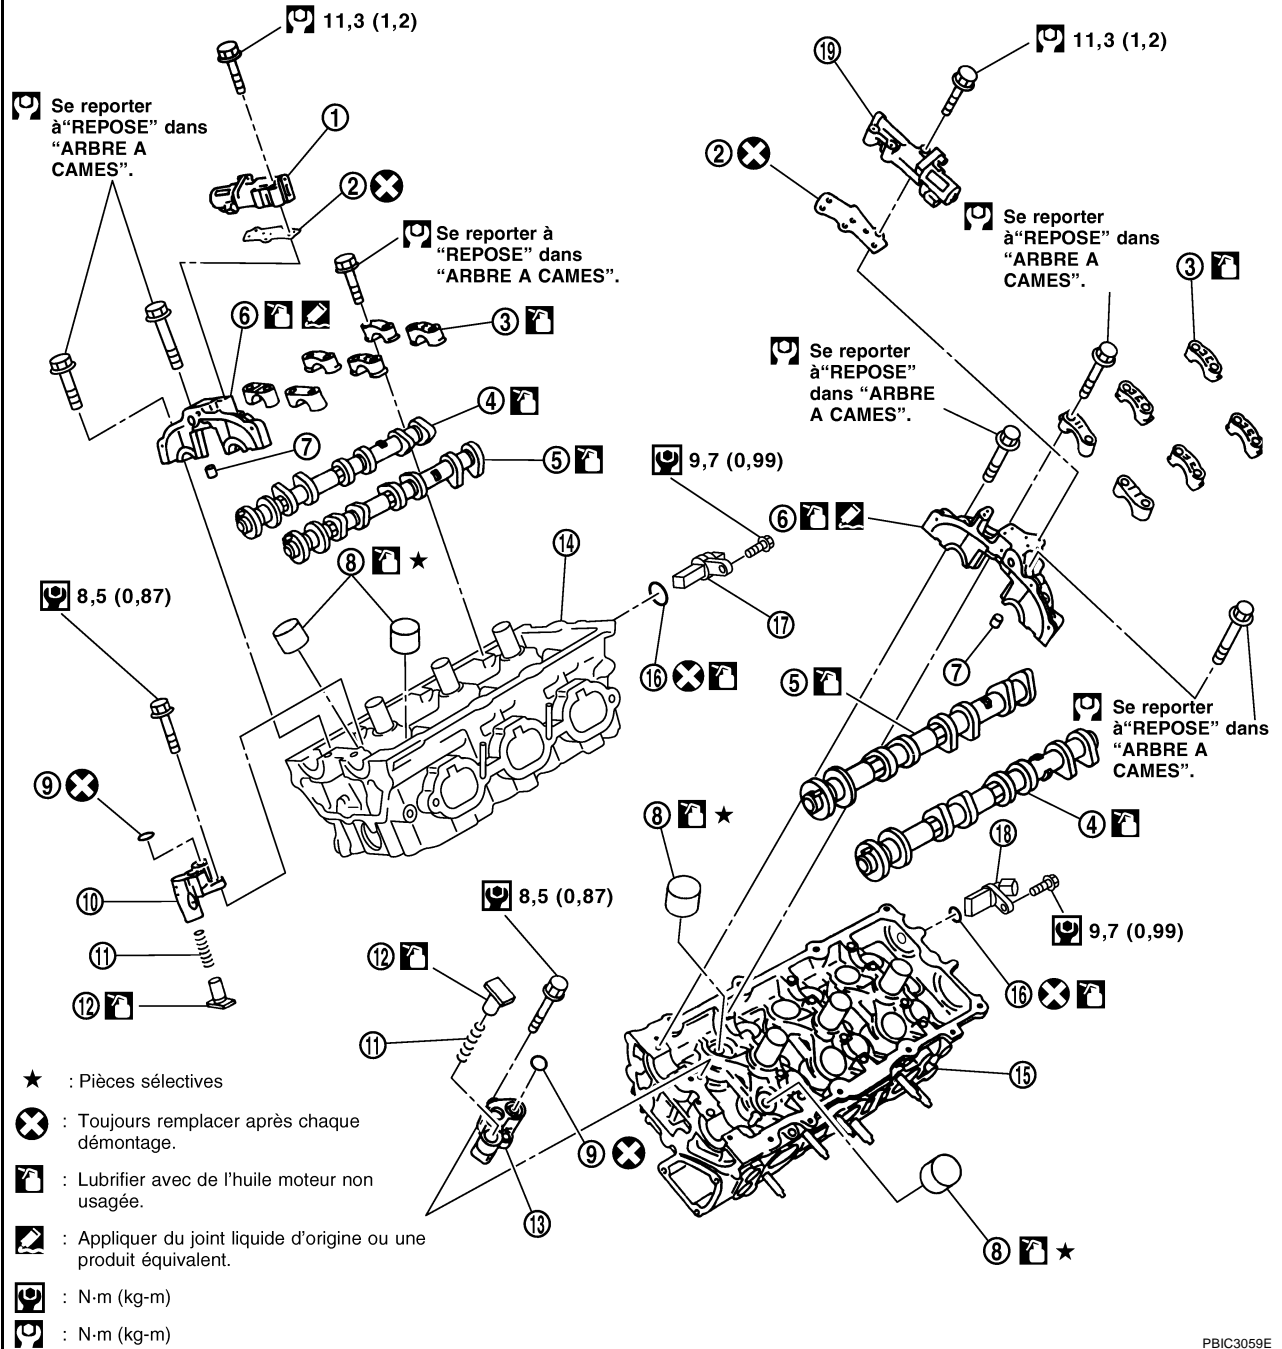 11,3 (1,2)
Se reporter
à“REPOSE” dans
“ARBRE A
CAMES”.
1
2
Se reporter à
“REPOSE” dans
“ARBRE A CAMES”.
6
3
4
7
5
8 ★
14
9,7 (0,99)
17
16
8,5 (0,87)
9
10
11
12
19
11,3 (1,2)
2
Se reporter
à“REPOSE” dans
“ARBRE A
CAMES”.
3
Se reporter
à“REPOSE”
dans “ARBRE
A CAMES”.
6
7
5
Se reporter
à“REPOSE” dans
“ARBRE A
CAMES”.
4
8 ★
18
9,7 (0,99)
16
8,5 (0,87)
12
11
9
13
15
8 ★
★ : Pièces sélectives
: Toujours remplacer après chaque
démontage.
: Lubrifier avec de l’huile moteur non
usagée.
: Appliquer du joint liquide d’origine ou une
produit équivalent.
: N·m (kg-m)
: N·m (kg-m)
PBIC3059E